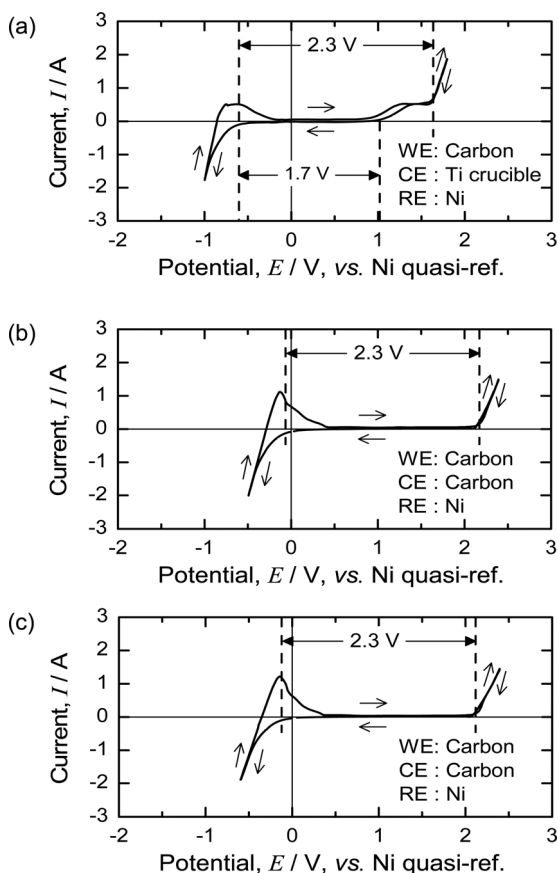 (a)
3
2
1
0
-1
-2
-3
Current, I / A
2.3 V
1.7 V
WE: Carbon
CE : Ti crucible
RE : Ni
-2 -1 0 1 2 3
Potential, E / V, vs. Ni quasi-ref.
(b)
3
2
1
0
-1
-2
-3
Current, I / A
2.3 V
WE: Carbon
CE : Carbon
RE : Ni
-2 -1 0 1 2 3
Potential, E / V, vs. Ni quasi-ref.
(c)
3
2
1
0
-1
-2
-3
Current, I / A
2.3 V
WE: Carbon
CE : Carbon
RE : Ni
-2 -1 0 1 2 3
Potential, E / V, vs. Ni quasi-ref.